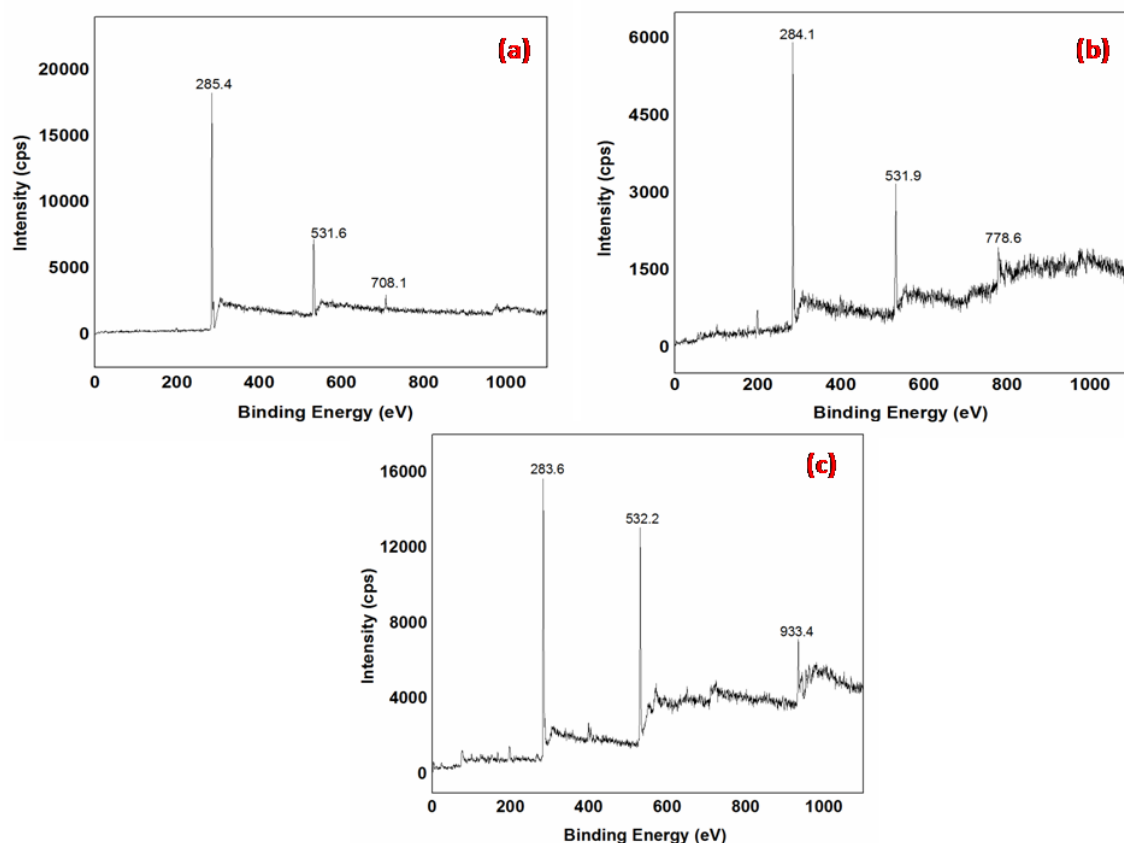 (a)
20000
15000
10000
5000
0
285.4
531.6
708.1
0 200 400 600 800 1000
Intensity (cps)
Binding Energy (eV)
(b)
6000
4500
3000
1500
0
284.1
531.9
778.6
0 200 400 600 800 1000
Intensity (cps)
Binding Energy (eV)
(c)
16000
12000
8000
4000
0
283.6
532.2
933.4
0 200 400 600 800 1000
Intensity (cps)
Binding Energy (eV)